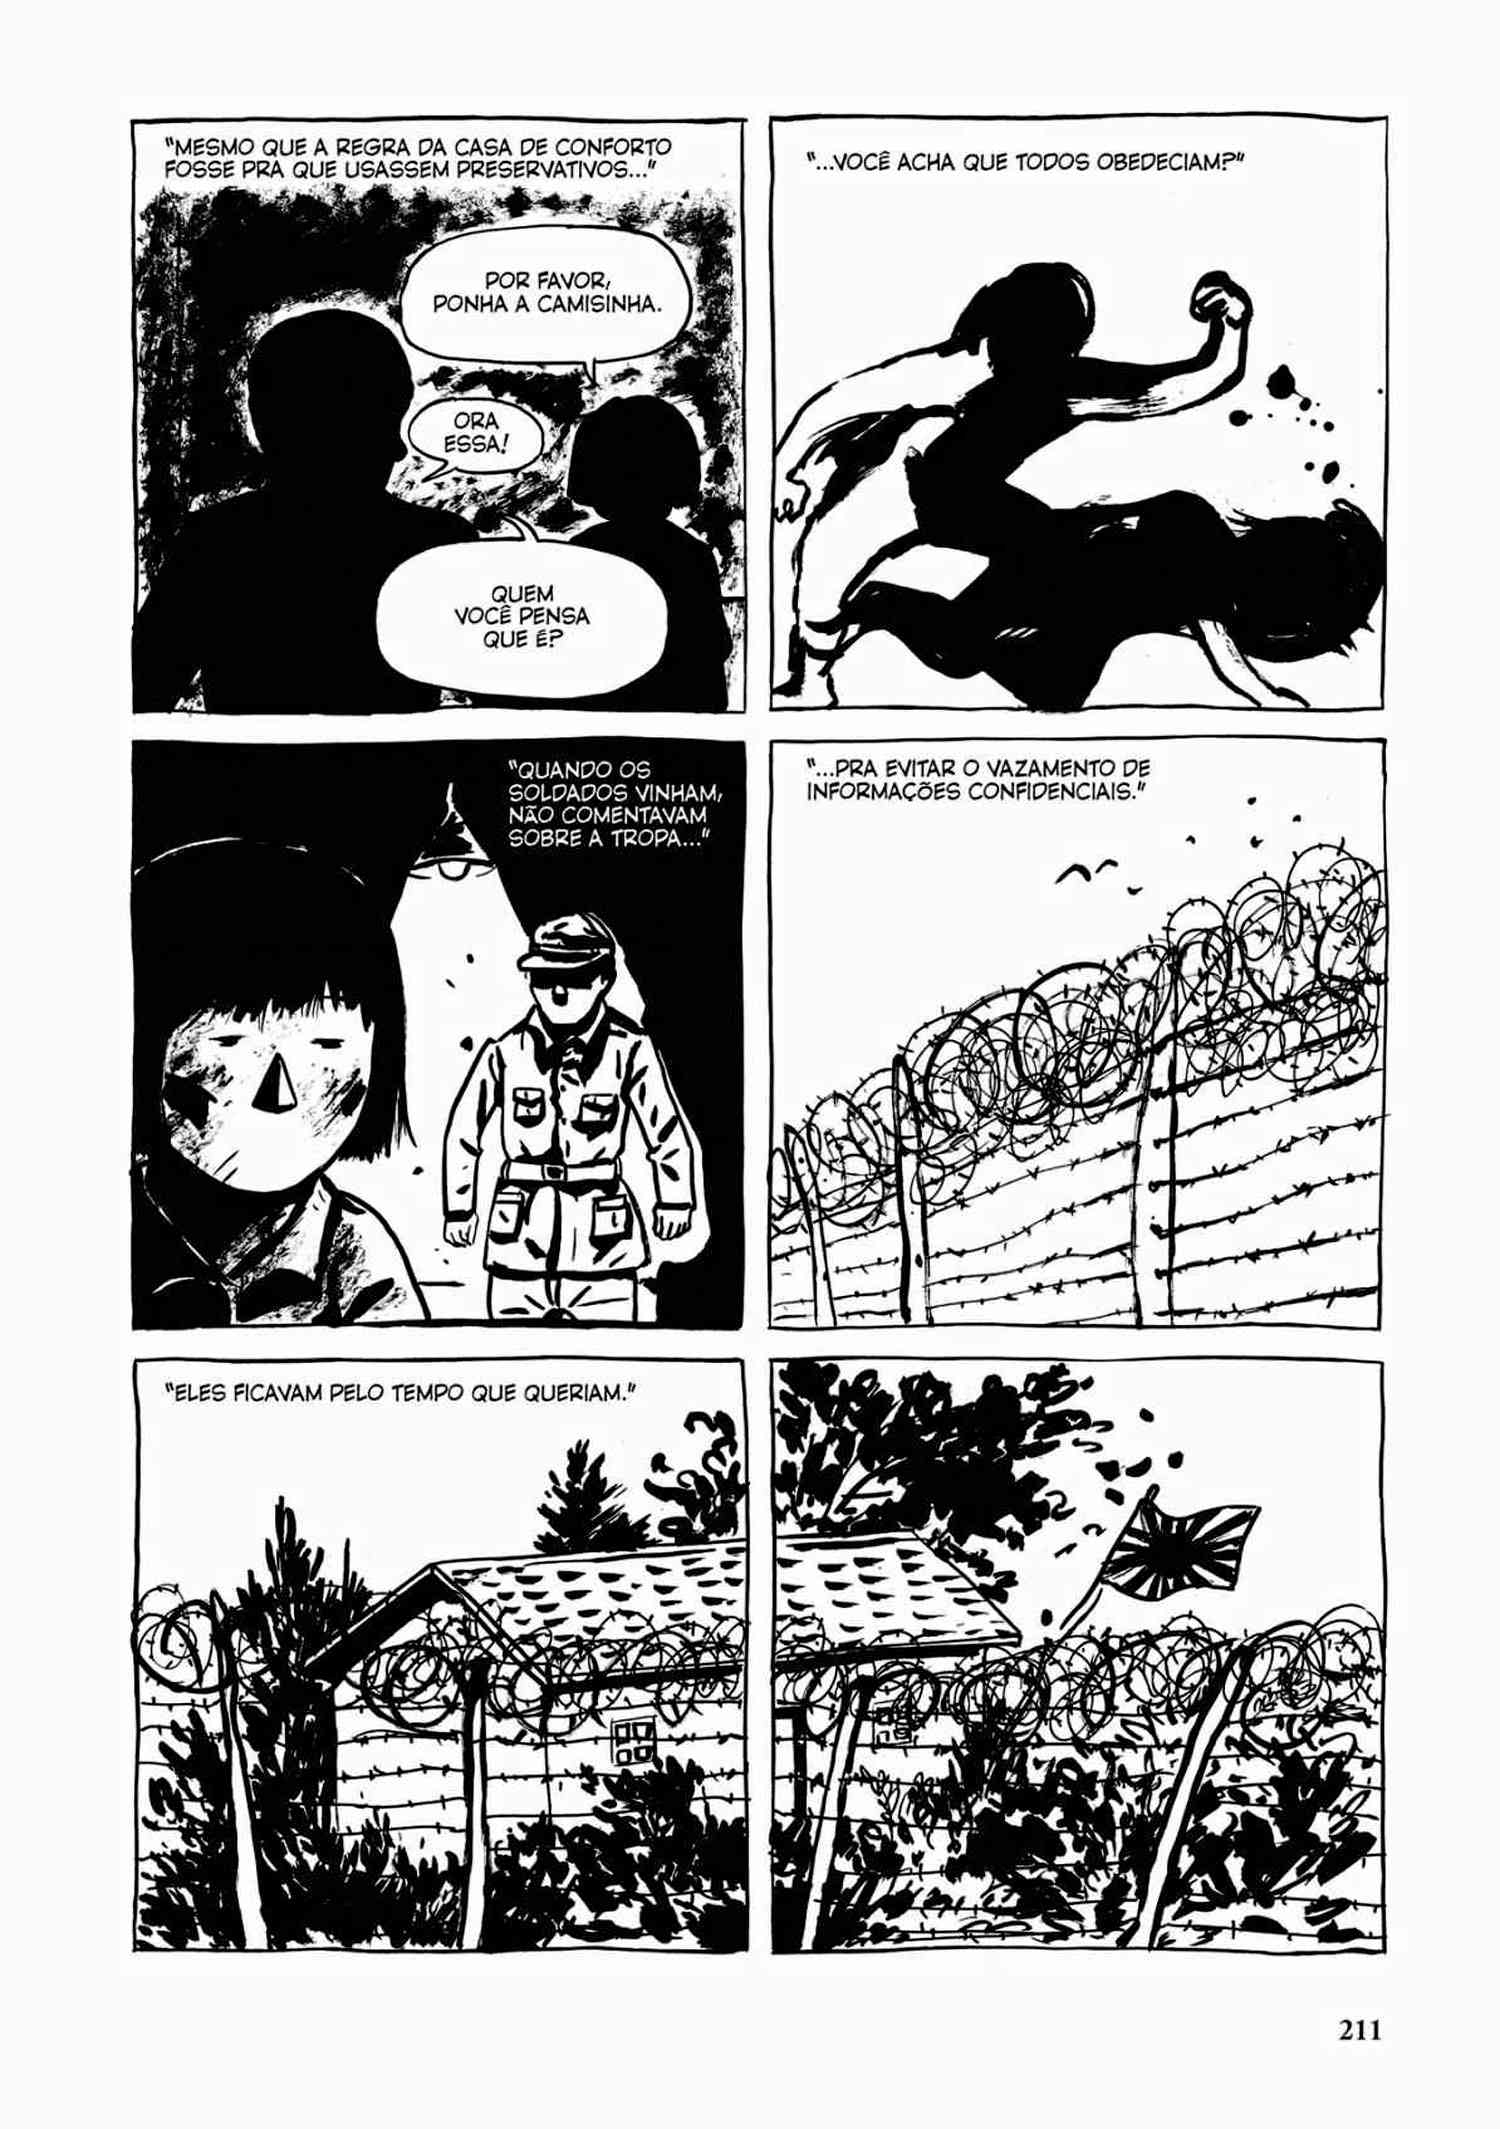 "MESMO QUE A REGRA DA CASA DE CONFORTO
FOSSE PRA QUE USASSEM PRESERVATIVOS..."
POR FAVOR,
PONHA A CAMISINHA.
ORA
ESSA!
QUEM
VOCÊ PENSA
QUE É?
"...VOCÊ ACHA QUE TODOS OBEDECIAM?"
"QUANDO OS
SOLDADOS VINHAM,
NÃO COMENTAVAM
SOBRE A TROPA..."
"...PRA EVITAR O VAZAMENTO DE
INFORMAÇÕES CONFIDENCIAIS."
"ELES FICAVAM PELO TEMPO QUE QUERIAM."
211